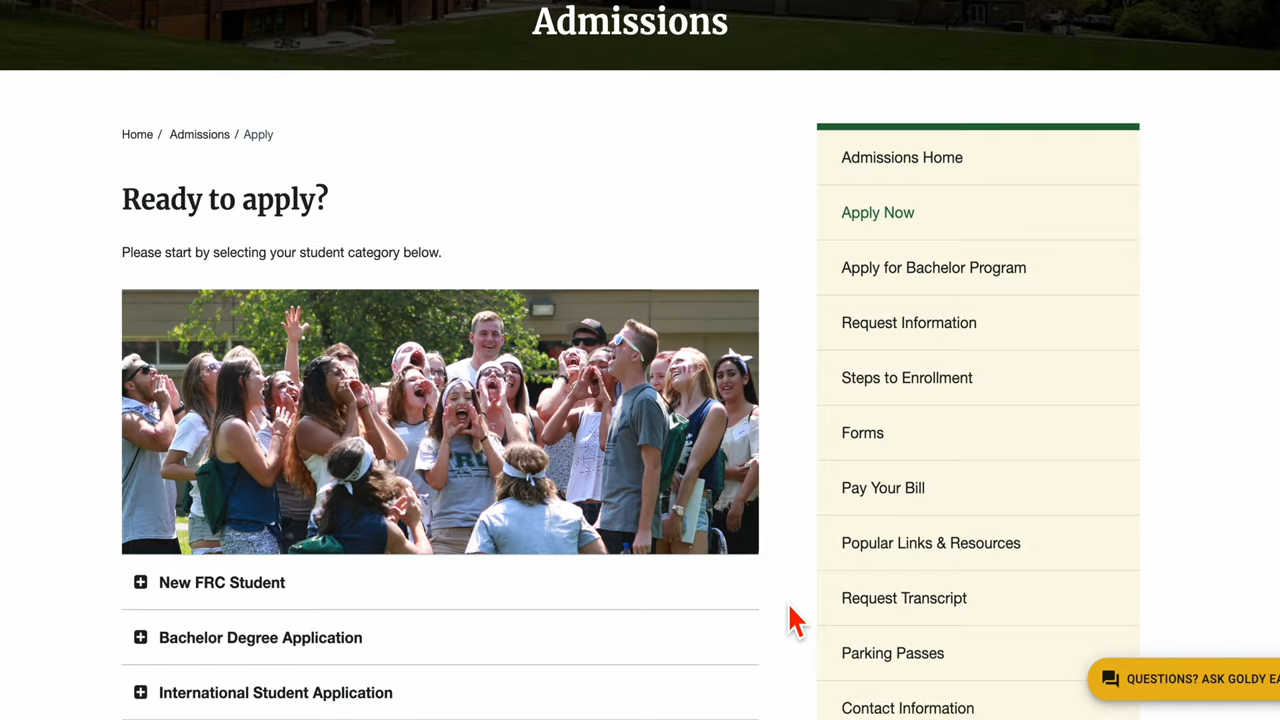 Admissions
Home / Admissions / Apply
Ready to apply?
Please start by selecting your student category below.
New FRC Student
Bachelor Degree Application
International Student Application
Admissions Home
Apply Now
Apply for Bachelor Program
Request Information
Steps to Enrollment
Forms
Pay Your Bill
Popular Links & Resources
Request Transcript
Parking Passes
Contact Information
QUESTIONS? ASK GOLDY EA